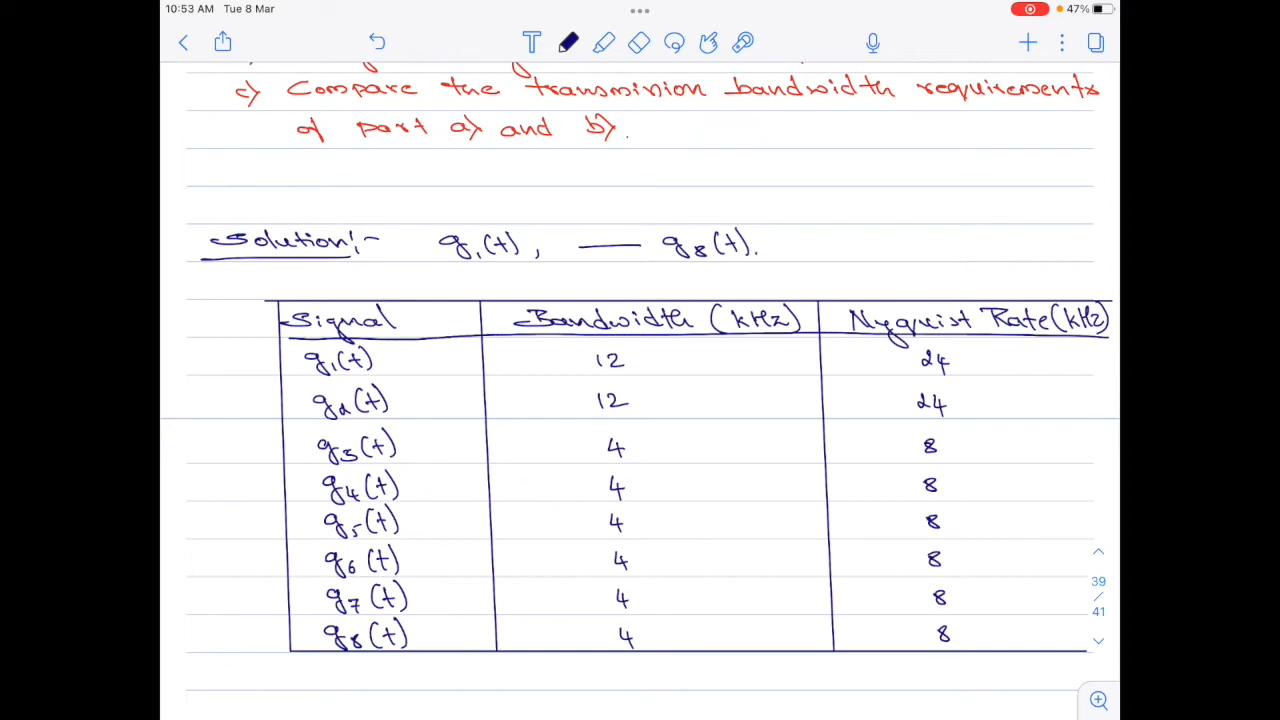 10:53 AM Tue 8 Mar
47%
c) Compare the transminion bandwidth requirements
of part a) and b).
Solution:- g1(t), —— g8(t).
Signal Bandwidth (kHz) Nyquist Rate(kHz)
g1(t) 12 24
g2(t) 12 24
g3(t) 4 8
g4(t) 4 8
g5(t) 4 8
g6(t) 4 8
g7(t) 4 8
g8(t) 4 8
39
/
41